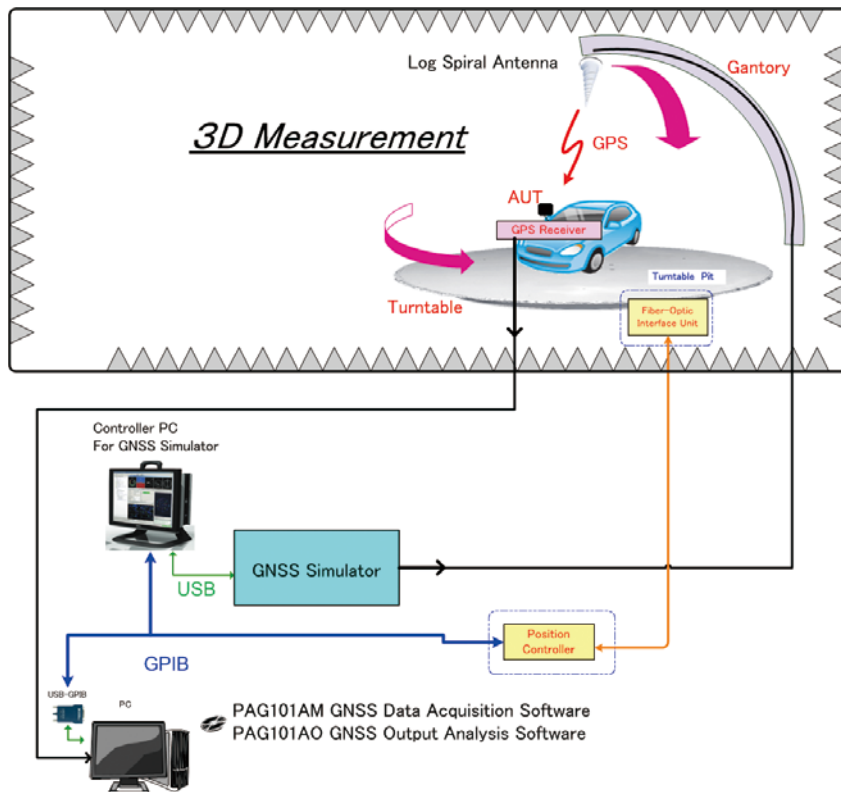 Log Spiral Antenna
Gantory
3D Measurement
GPS
AUT
GPS Receiver
Turntable Pit
Turntable
Fiber-Optic
Interface Unit
Controller PC
For GNSS Simulator
GNSS Simulator
USB
Position
Controller
GPIB
USB-GPIB
PC
PAG101AM GNSS Data Acquisition Software
PAG101AO GNSS Output Analysis Software